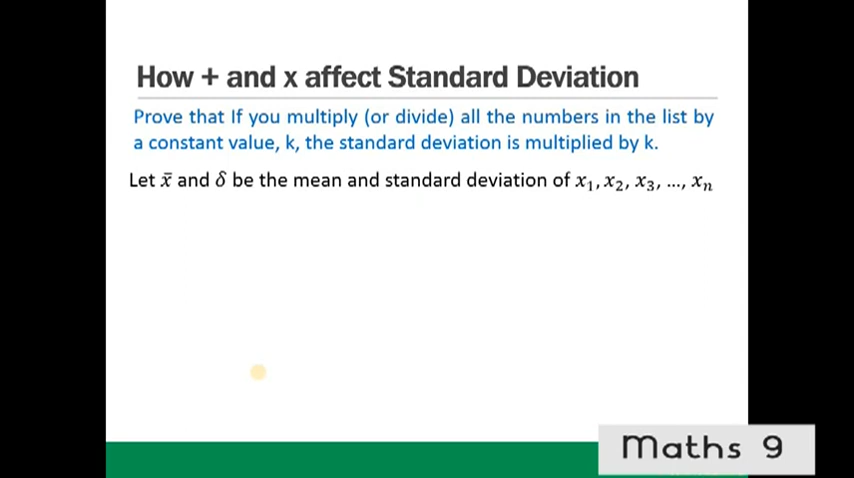 How + and x affect Standard Deviation
Prove that If you multiply (or divide) all the numbers in the list by
a constant value, k, the standard deviation is multiplied by k.
Let x̄ and δ be the mean and standard deviation of x₁, x₂, x₃, ..., xₙ
Maths 9